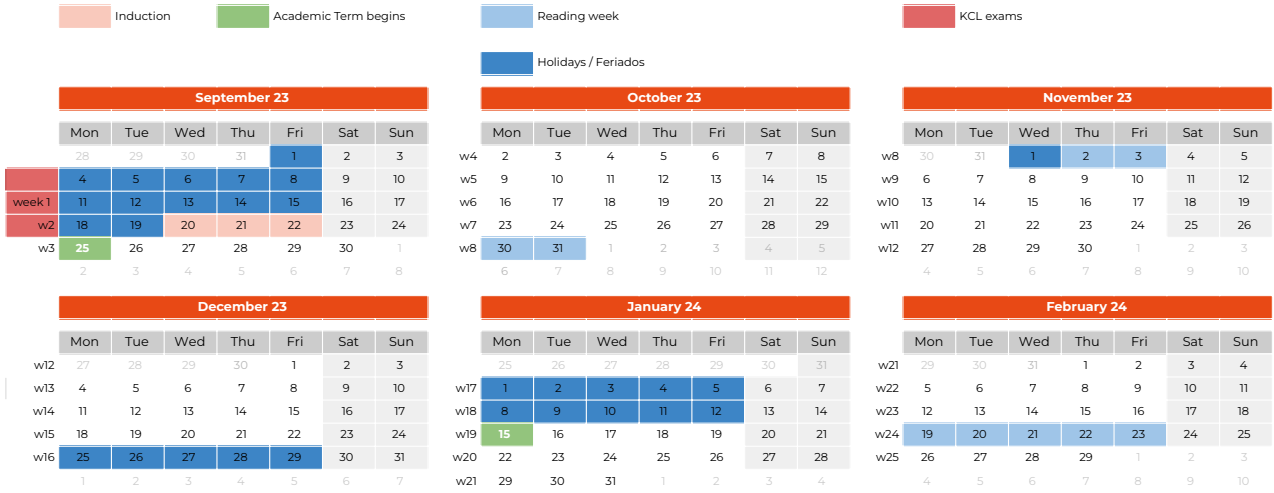 Induction Academic Term begins Reading week KCL exams
Holidays / Feriados
September 23 October 23 November 23
Mon Tue Wed Thu Fri Sat Sun Mon Tue Wed Thu Fri Sat Sun Mon Tue Wed Thu Fri Sat Sun
28 29 30 31 1 2 3 w4 2 3 4 5 6 7 8 w8 30 31 1 2 3 4 5
4 5 6 7 8 9 10 w5 9 10 11 12 13 14 15 w9 6 7 8 9 10 11 12
week 1 11 12 13 14 15 16 17 w6 16 17 18 19 20 21 22 w10 13 14 15 16 17 18 19
w2 18 19 20 21 22 23 24 w7 23 24 25 26 27 28 29 w11 20 21 22 23 24 25 26
w3 25 26 27 28 29 30 1 w8 30 31 1 2 3 4 5 w12 27 28 29 30 1 2 3
2 3 4 5 6 7 8 6 7 8 9 10 11 12 4 5 6 7 8 9 10
December 23 January 24 February 24
Mon Tue Wed Thu Fri Sat Sun Mon Tue Wed Thu Fri Sat Sun Mon Tue Wed Thu Fri Sat Sun
w12 27 28 29 30 1 2 3 25 26 27 28 29 30 31 w21 29 30 31 1 2 3 4
w13 4 5 6 7 8 9 10 w17 1 2 3 4 5 6 7 w22 5 6 7 8 9 10 11
w14 11 12 13 14 15 16 17 w18 8 9 10 11 12 13 14 w23 12 13 14 15 16 17 18
w15 18 19 20 21 22 23 24 w19 15 16 17 18 19 20 21 w24 19 20 21 22 23 24 25
w16 25 26 27 28 29 30 31 w20 22 23 24 25 26 27 28 w25 26 27 28 29 1 2 3
1 2 3 4 5 6 7 w21 29 30 31 1 2 3 4 4 5 6 7 8 9 10